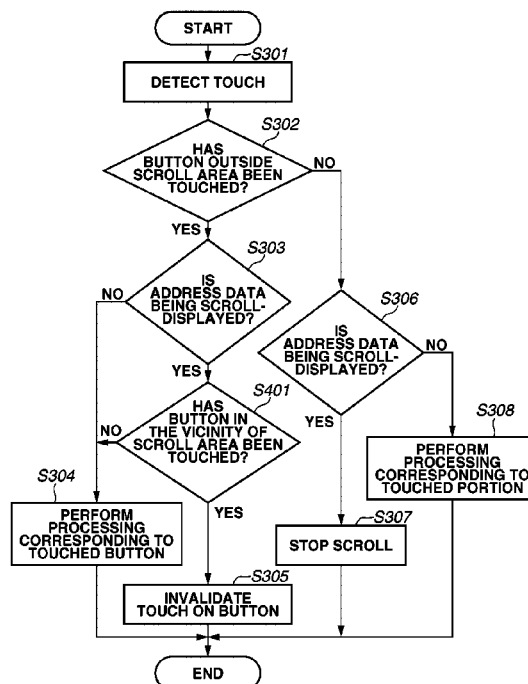 START
S301
DETECT TOUCH
S302
HAS
BUTTON OUTSIDE
SCROLL AREA BEEN
TOUCHED?
NO
YES
S303
IS
ADDRESS DATA
BEING SCROLL-
DISPLAYED?
NO
YES
S306
IS
ADDRESS DATA
BEING SCROLL-
DISPLAYED?
NO
YES
S401
HAS
BUTTON IN
THE VICINITY OF
SCROLL AREA BEEN
TOUCHED?
NO
YES
S308
PERFORM
PROCESSING
CORRESPONDING TO
TOUCHED PORTION
S304
PERFORM
PROCESSING
CORRESPONDING TO
TOUCHED BUTTON
S307
STOP SCROLL
S305
INVALIDATE
TOUCH ON BUTTON
END